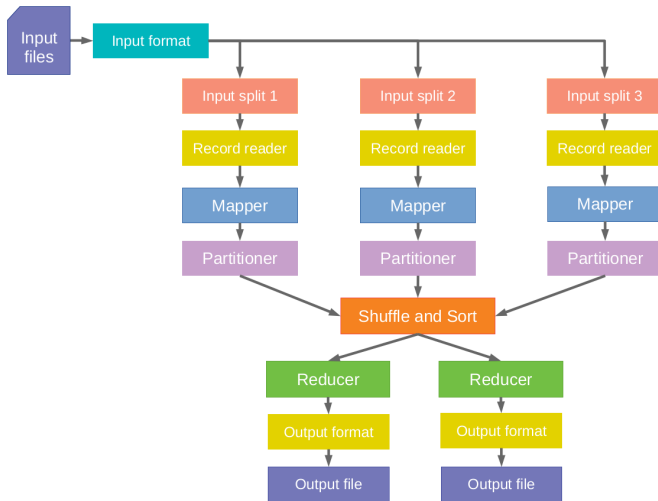 Input
files
Input format
Input split 1
Input split 2
Input split 3
Record reader
Record reader
Record reader
Mapper
Mapper
Mapper
Partitioner
Partitioner
Partitioner
Shuffle and Sort
Reducer
Reducer
Output format
Output format
Output file
Output file